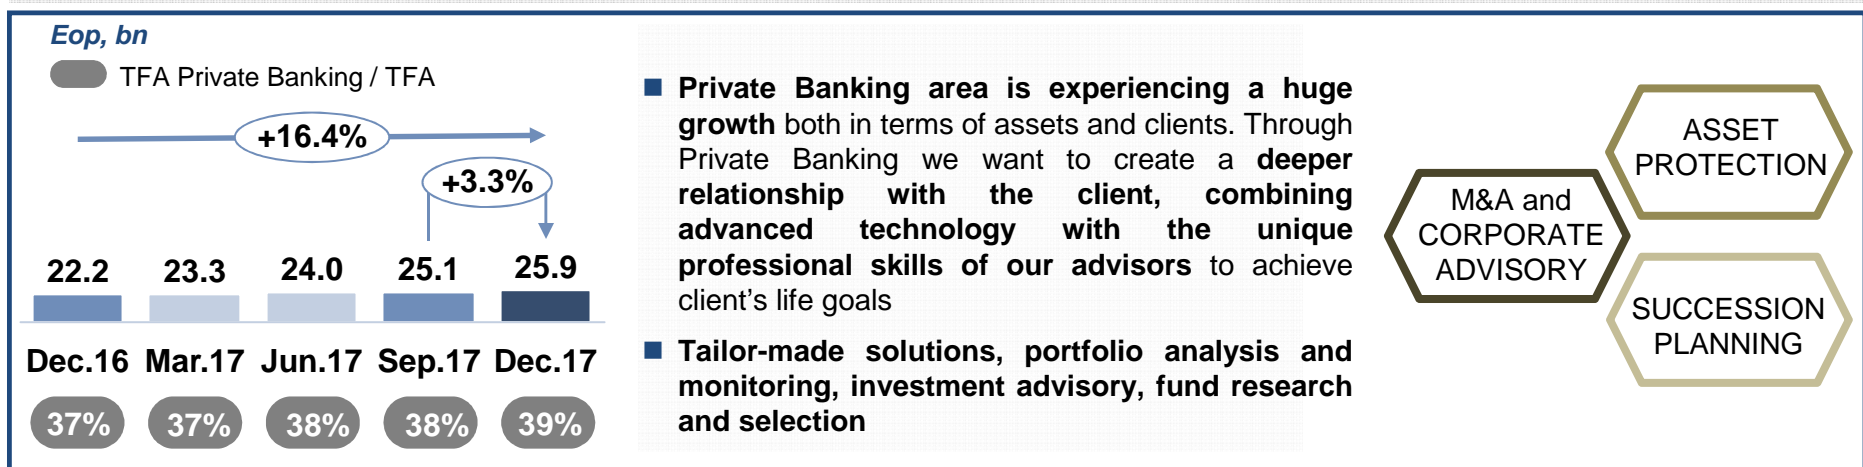 Eop, bn
TFA Private Banking / TFA
+16.4%
+3.3%
22.2 23.3 24.0 25.1 25.9
Dec.16 Mar.17 Jun.17 Sep.17 Dec.17
37% 37% 38% 38% 39%
Private Banking area is experiencing a huge
growth both in terms of assets and clients. Through
Private Banking we want to create a deeper
relationship with the client, combining
advanced technology with the unique
professional skills of our advisors to achieve
client's life goals
Tailor-made solutions, portfolio analysis and
monitoring, investment advisory, fund research
and selection
M&A and
CORPORATE
ADVISORY
ASSET
PROTECTION
SUCCESSION
PLANNING